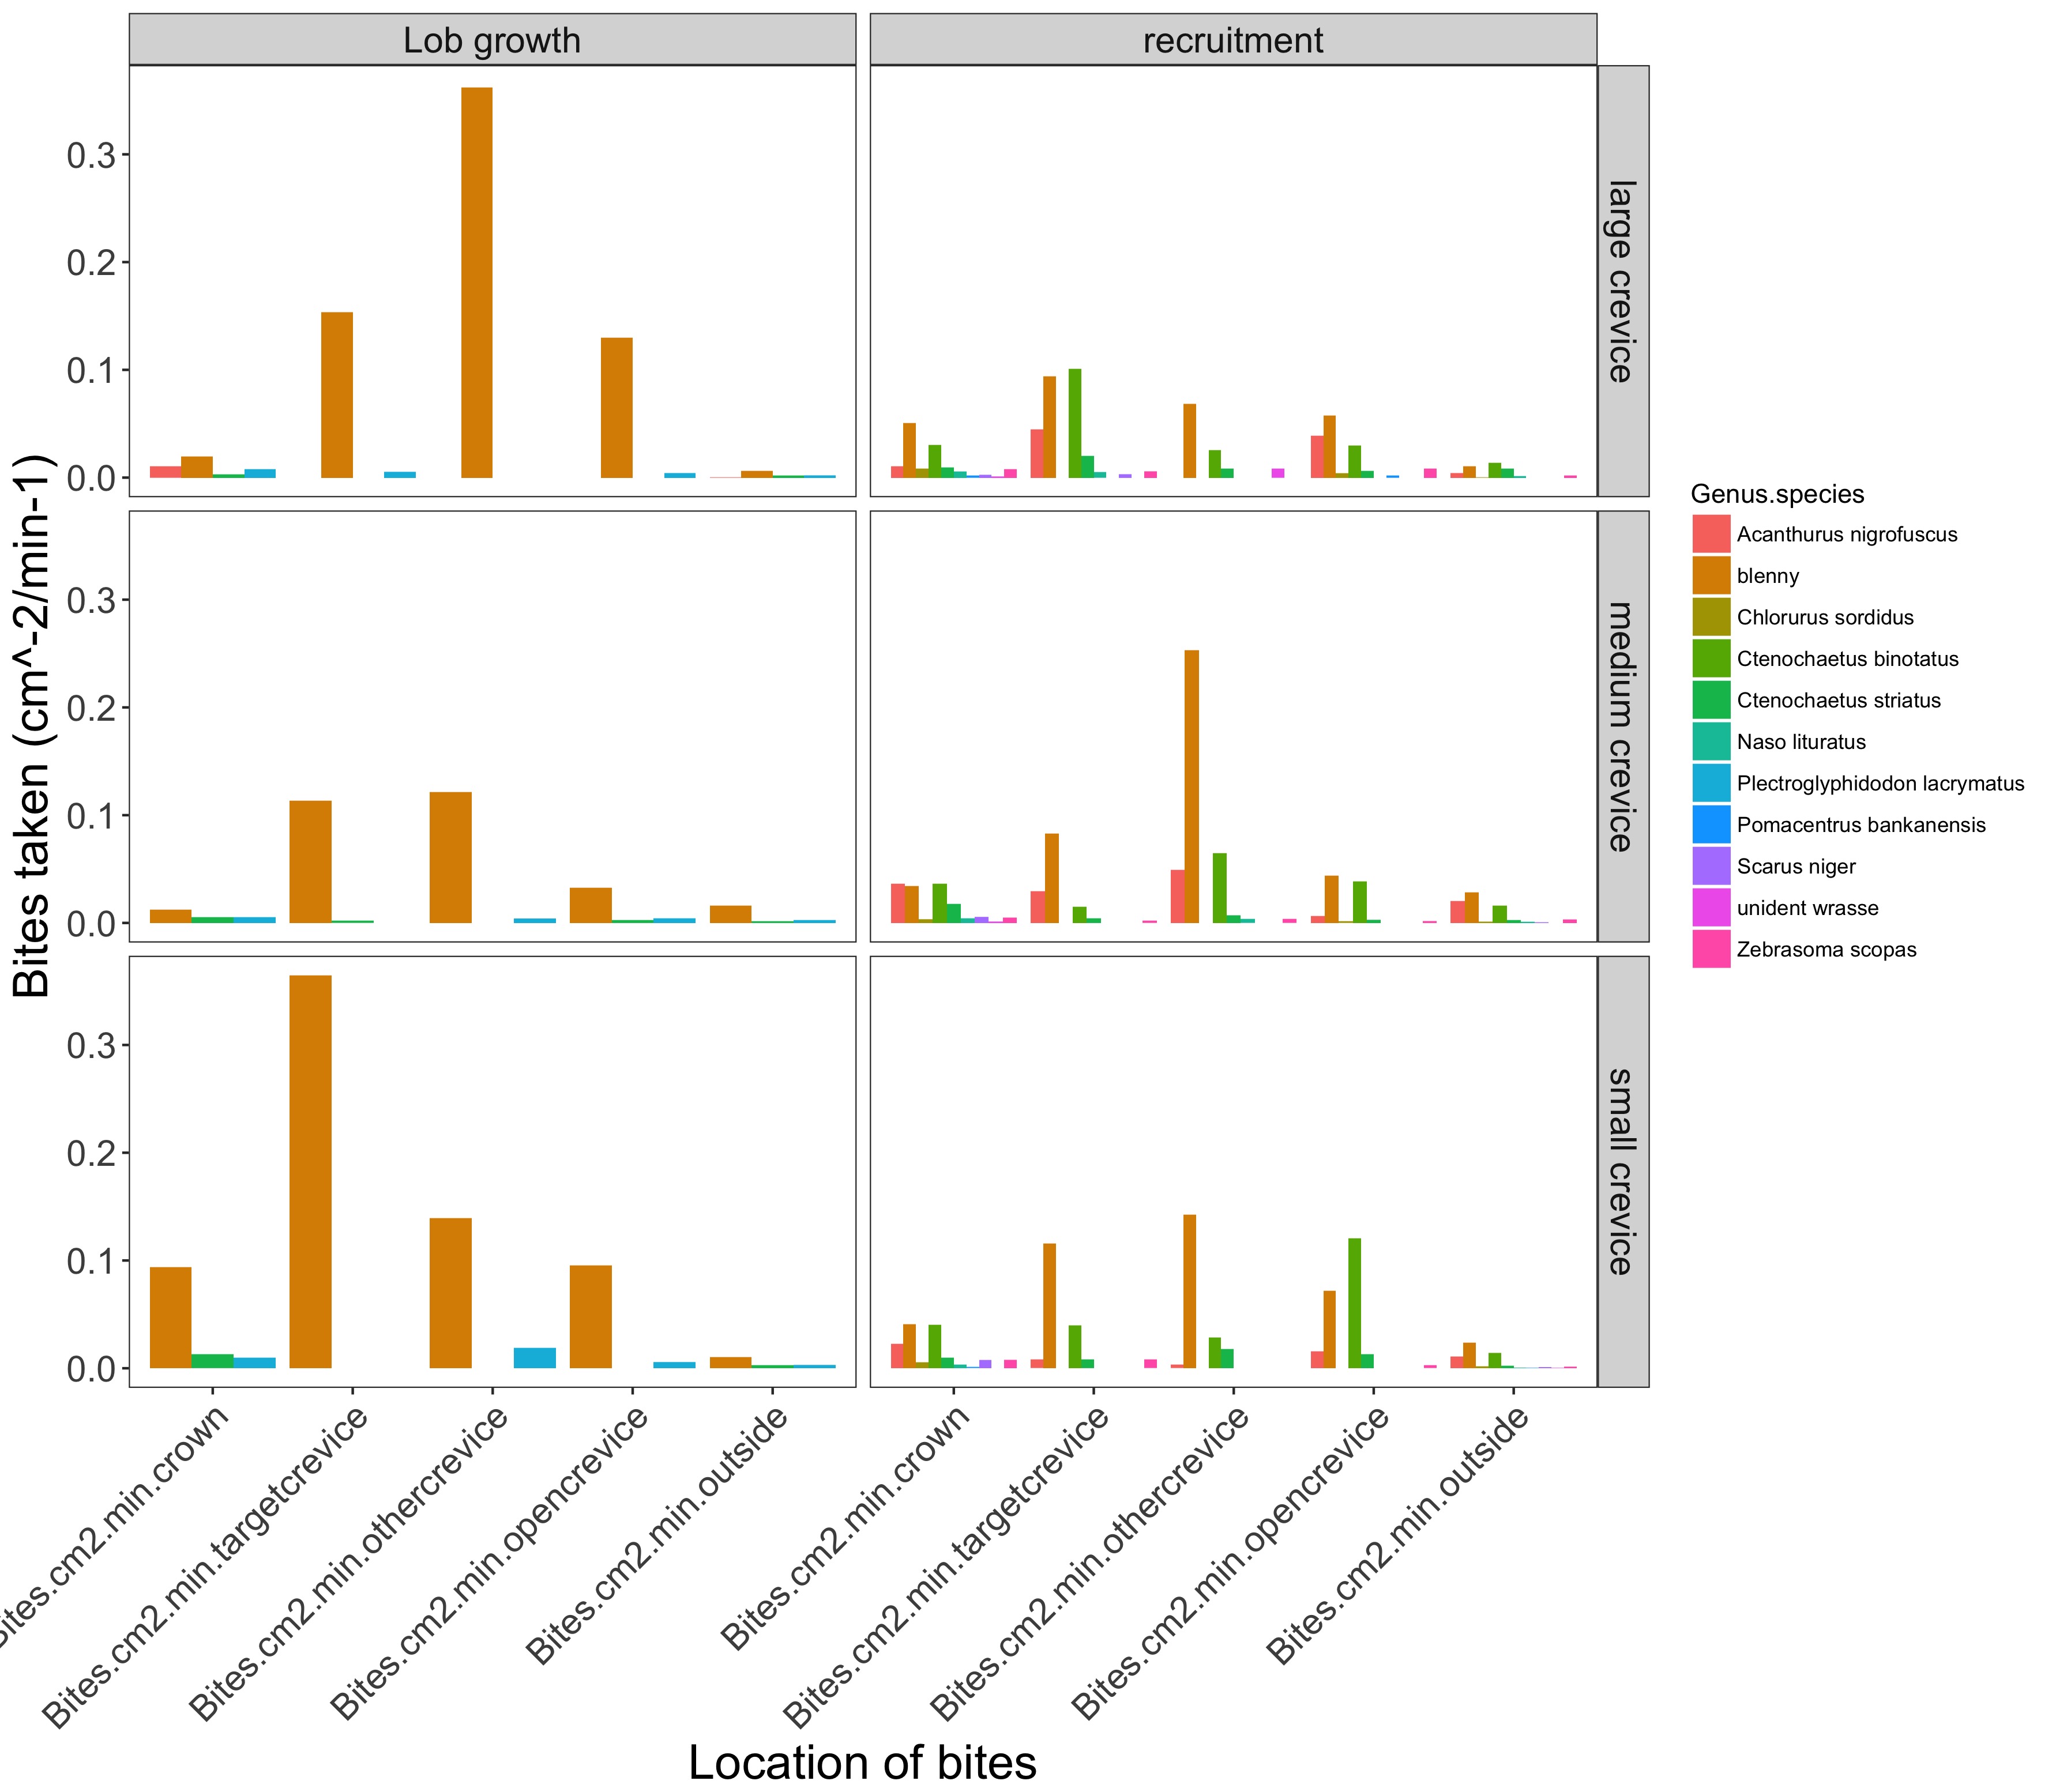 Lob growth
recruitment
large crevice
medium crevice
small crevice
Bites taken (cm^-2/min-1)
0.3
0.2
0.1
0.0
0.3
0.2
0.1
0.0
0.3
0.2
0.1
0.0
Bites.cm2.min.crown
Bites.cm2.min.targetcrevice
Bites.cm2.min.othercrevice
Bites.cm2.min.opencrevice
Bites.cm2.min.outside
Bites.cm2.min.crown
Bites.cm2.min.targetcrevice
Bites.cm2.min.othercrevice
Bites.cm2.min.opencrevice
Bites.cm2.min.outside
Location of bites
Genus.species
Acanthurus nigrofuscus
blenny
Chlorurus sordidus
Ctenochaetus binotatus
Ctenochaetus striatus
Naso lituratus
Plectroglyphidodon lacrymatus
Pomacentrus bankanensis
Scarus niger
unident wrasse
Zebrasoma scopas